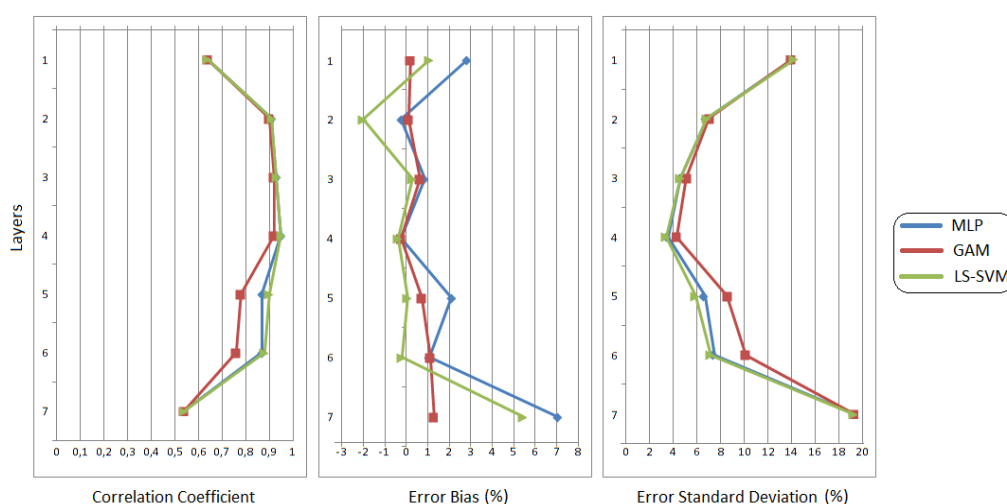 Layers
1
2
3
4
5
6
7
0 0,1 0,2 0,3 0,4 0,5 0,6 0,7 0,8 0,9 1
Correlation Coefficient
1
2
3
4
5
6
7
-3 -2 -1 0 1 2 3 4 5 6 7 8
Error Bias (%)
1
2
3
4
5
6
7
0 2 4 6 8 10 12 14 16 18 20
Error Standard Deviation (%)
MLP
GAM
LS-SVM